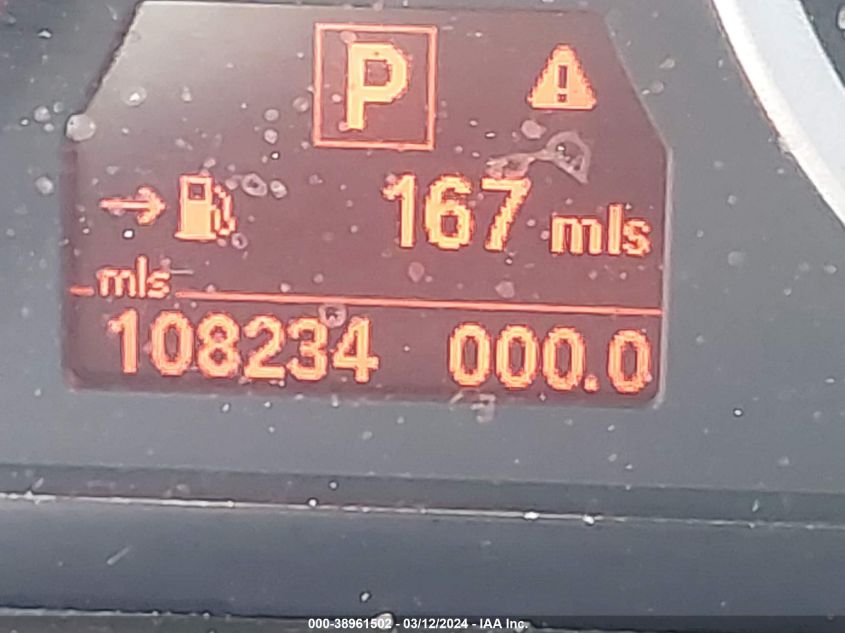 P
167 mls
mls
108234 000.0
000-38961502 - 03/12/2024 - IAA Inc.